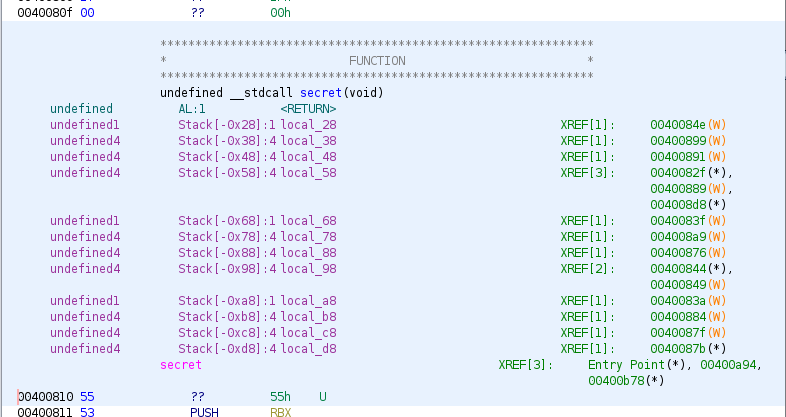 0040080f 00 ?? 00h
*************************************************************
* FUNCTION *
*************************************************************
undefined __stdcall secret(void)
undefined AL:1 <RETURN>
undefined1 Stack[-0x28]:1 local_28 XREF[1]: 0040084e(W)
undefined4 Stack[-0x38]:4 local_38 XREF[1]: 00400899(W)
undefined4 Stack[-0x48]:4 local_48 XREF[1]: 00400891(W)
undefined4 Stack[-0x58]:4 local_58 XREF[3]: 0040082f(*),
00400889(W),
004008d8(*)
undefined1 Stack[-0x68]:1 local_68 XREF[1]: 0040083f(W)
undefined4 Stack[-0x78]:4 local_78 XREF[1]: 004008a9(W)
undefined4 Stack[-0x88]:4 local_88 XREF[1]: 00400876(W)
undefined4 Stack[-0x98]:4 local_98 XREF[2]: 00400844(*),
00400849(W)
undefined1 Stack[-0xa8]:1 local_a8 XREF[1]: 0040083a(W)
undefined4 Stack[-0xb8]:4 local_b8 XREF[1]: 00400884(W)
undefined4 Stack[-0xc8]:4 local_c8 XREF[1]: 0040087f(W)
undefined4 Stack[-0xd8]:4 local_d8 XREF[1]: 0040087b(*)
secret XREF[3]: Entry Point(*), 00400a94,
00400b78(*)
00400810 55 ?? 55h U
00400811 53 PUSH RBX